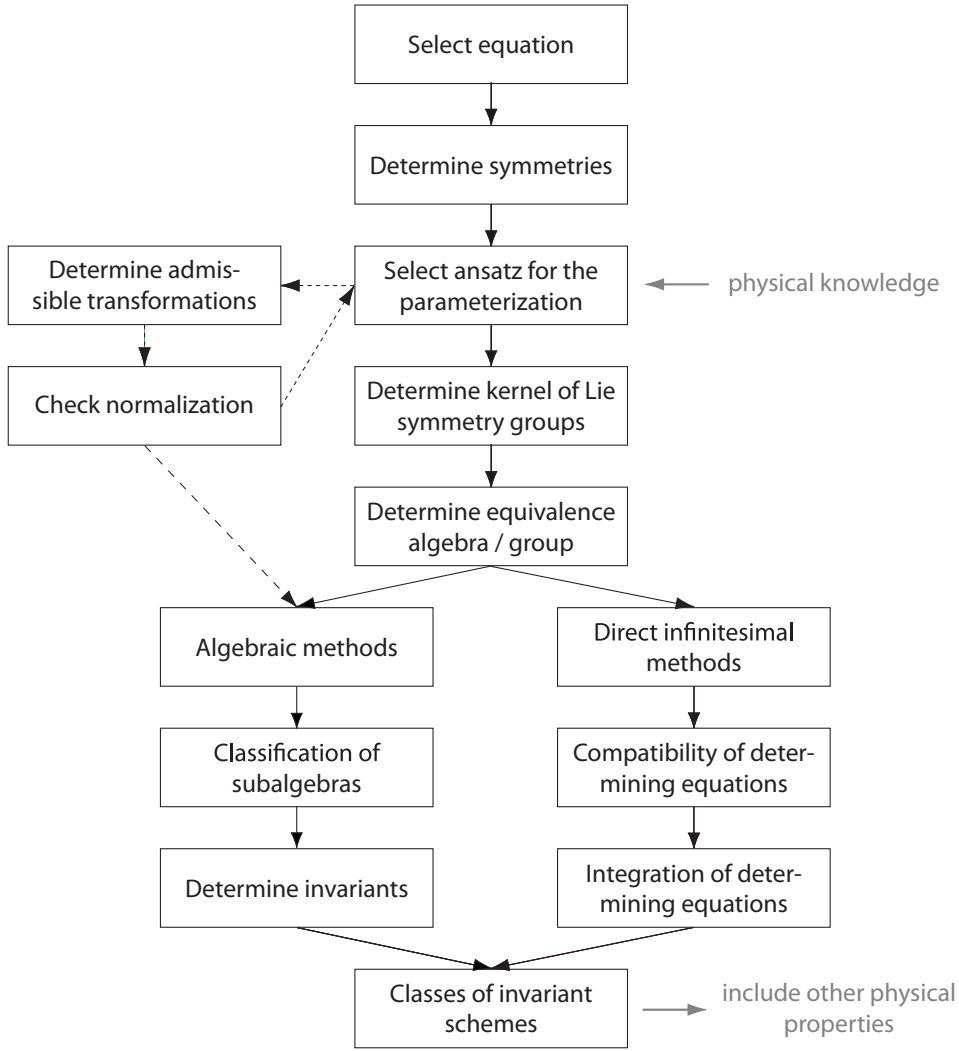 Select equation
Determine symmetries
Determine admis-
sible transformations
Select ansatz for the
parameterization
physical knowledge
Check normalization
Determine kernel of Lie
symmetry groups
Determine equivalence
algebra / group
Algebraic methods
Direct infinitesimal
methods
Classification of
subalgebras
Compatibility of deter-
mining equations
Determine invariants
Integration of deter-
mining equations
Classes of invariant
schemes
include other physical
properties